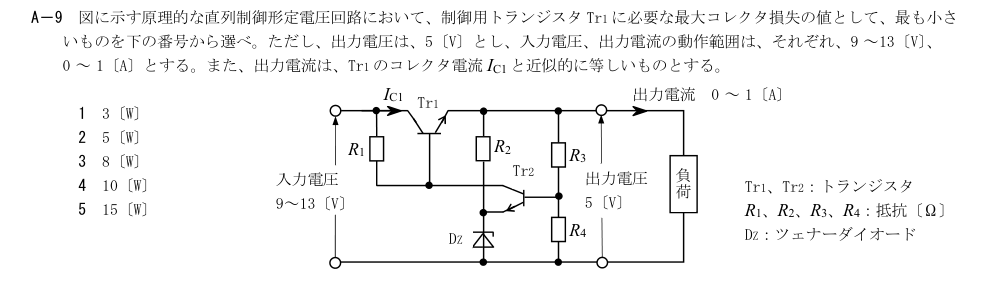 A－9 図に示す原理的な直列制御形定電圧回路において、制御用トランジスタ Tr1 に必要な最大コレクタ損失の値として、最も小さ
いものを下の番号から選べ。ただし、出力電圧は、5〔V〕とし、入力電圧、出力電流の動作範囲は、それぞれ、9 ～13〔V〕、
0 ～ 1〔A〕とする。また、出力電流は、Tr1 のコレクタ電流 IC1 と近似的に等しいものとする。
1 3〔W〕
2 5〔W〕
3 8〔W〕
4 10〔W〕
5 15〔W〕
IC1
Tr1
出力電流 0 ～ 1〔A〕
R1
R2
R3
Tr2
入力電圧
9～13〔V〕
出力電圧
5〔V〕
負荷
DZ
R4
Tr1、Tr2：トランジスタ
R1、R2、R3、R4：抵抗〔Ω〕
DZ：ツェナーダイオード